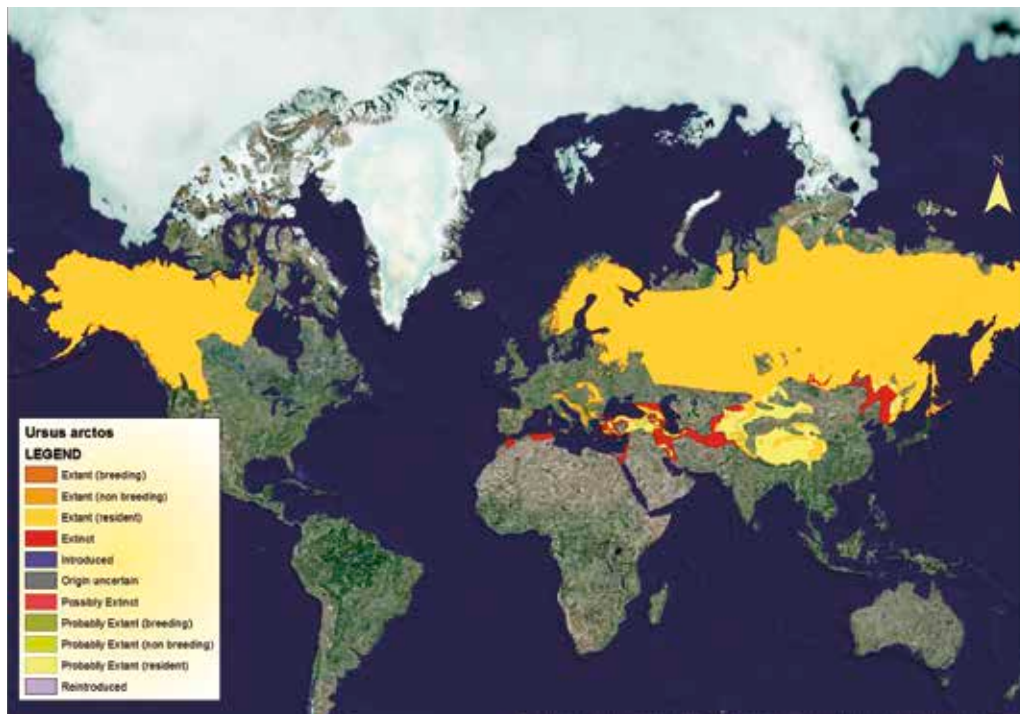 N
Ursus arctos
LEGEND
Extant (breeding)
Extant (non breeding)
Extant (resident)
Extinct
Introduced
Origin uncertain
Possibly Extinct
Probably Extant (breeding)
Probably Extant (non breeding)
Probably Extant (resident)
Reintroduced